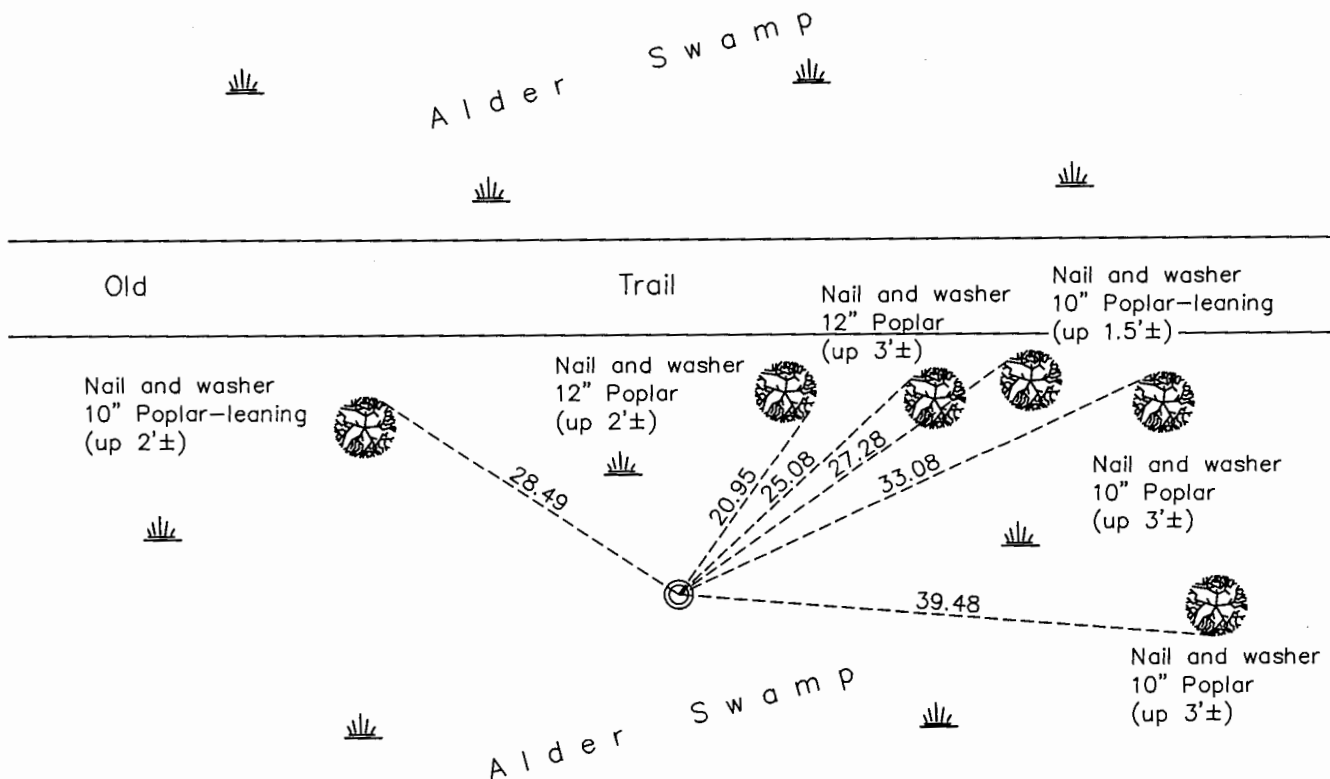 Alder Swamp
Old Trail
Nail and washer
12" Poplar
(up 3'±)
Nail and washer
10" Poplar-leaning
(up 1.5'±)
Nail and washer
12" Poplar
(up 2'±)
Nail and washer
10" Poplar-leaning
(up 2'±)
28.49
20.95
25.08
27.28
33.08
Nail and washer
10" Poplar
(up 3'±)
39.48
Nail and washer
10" Poplar
(up 3'±)
Alder Swamp